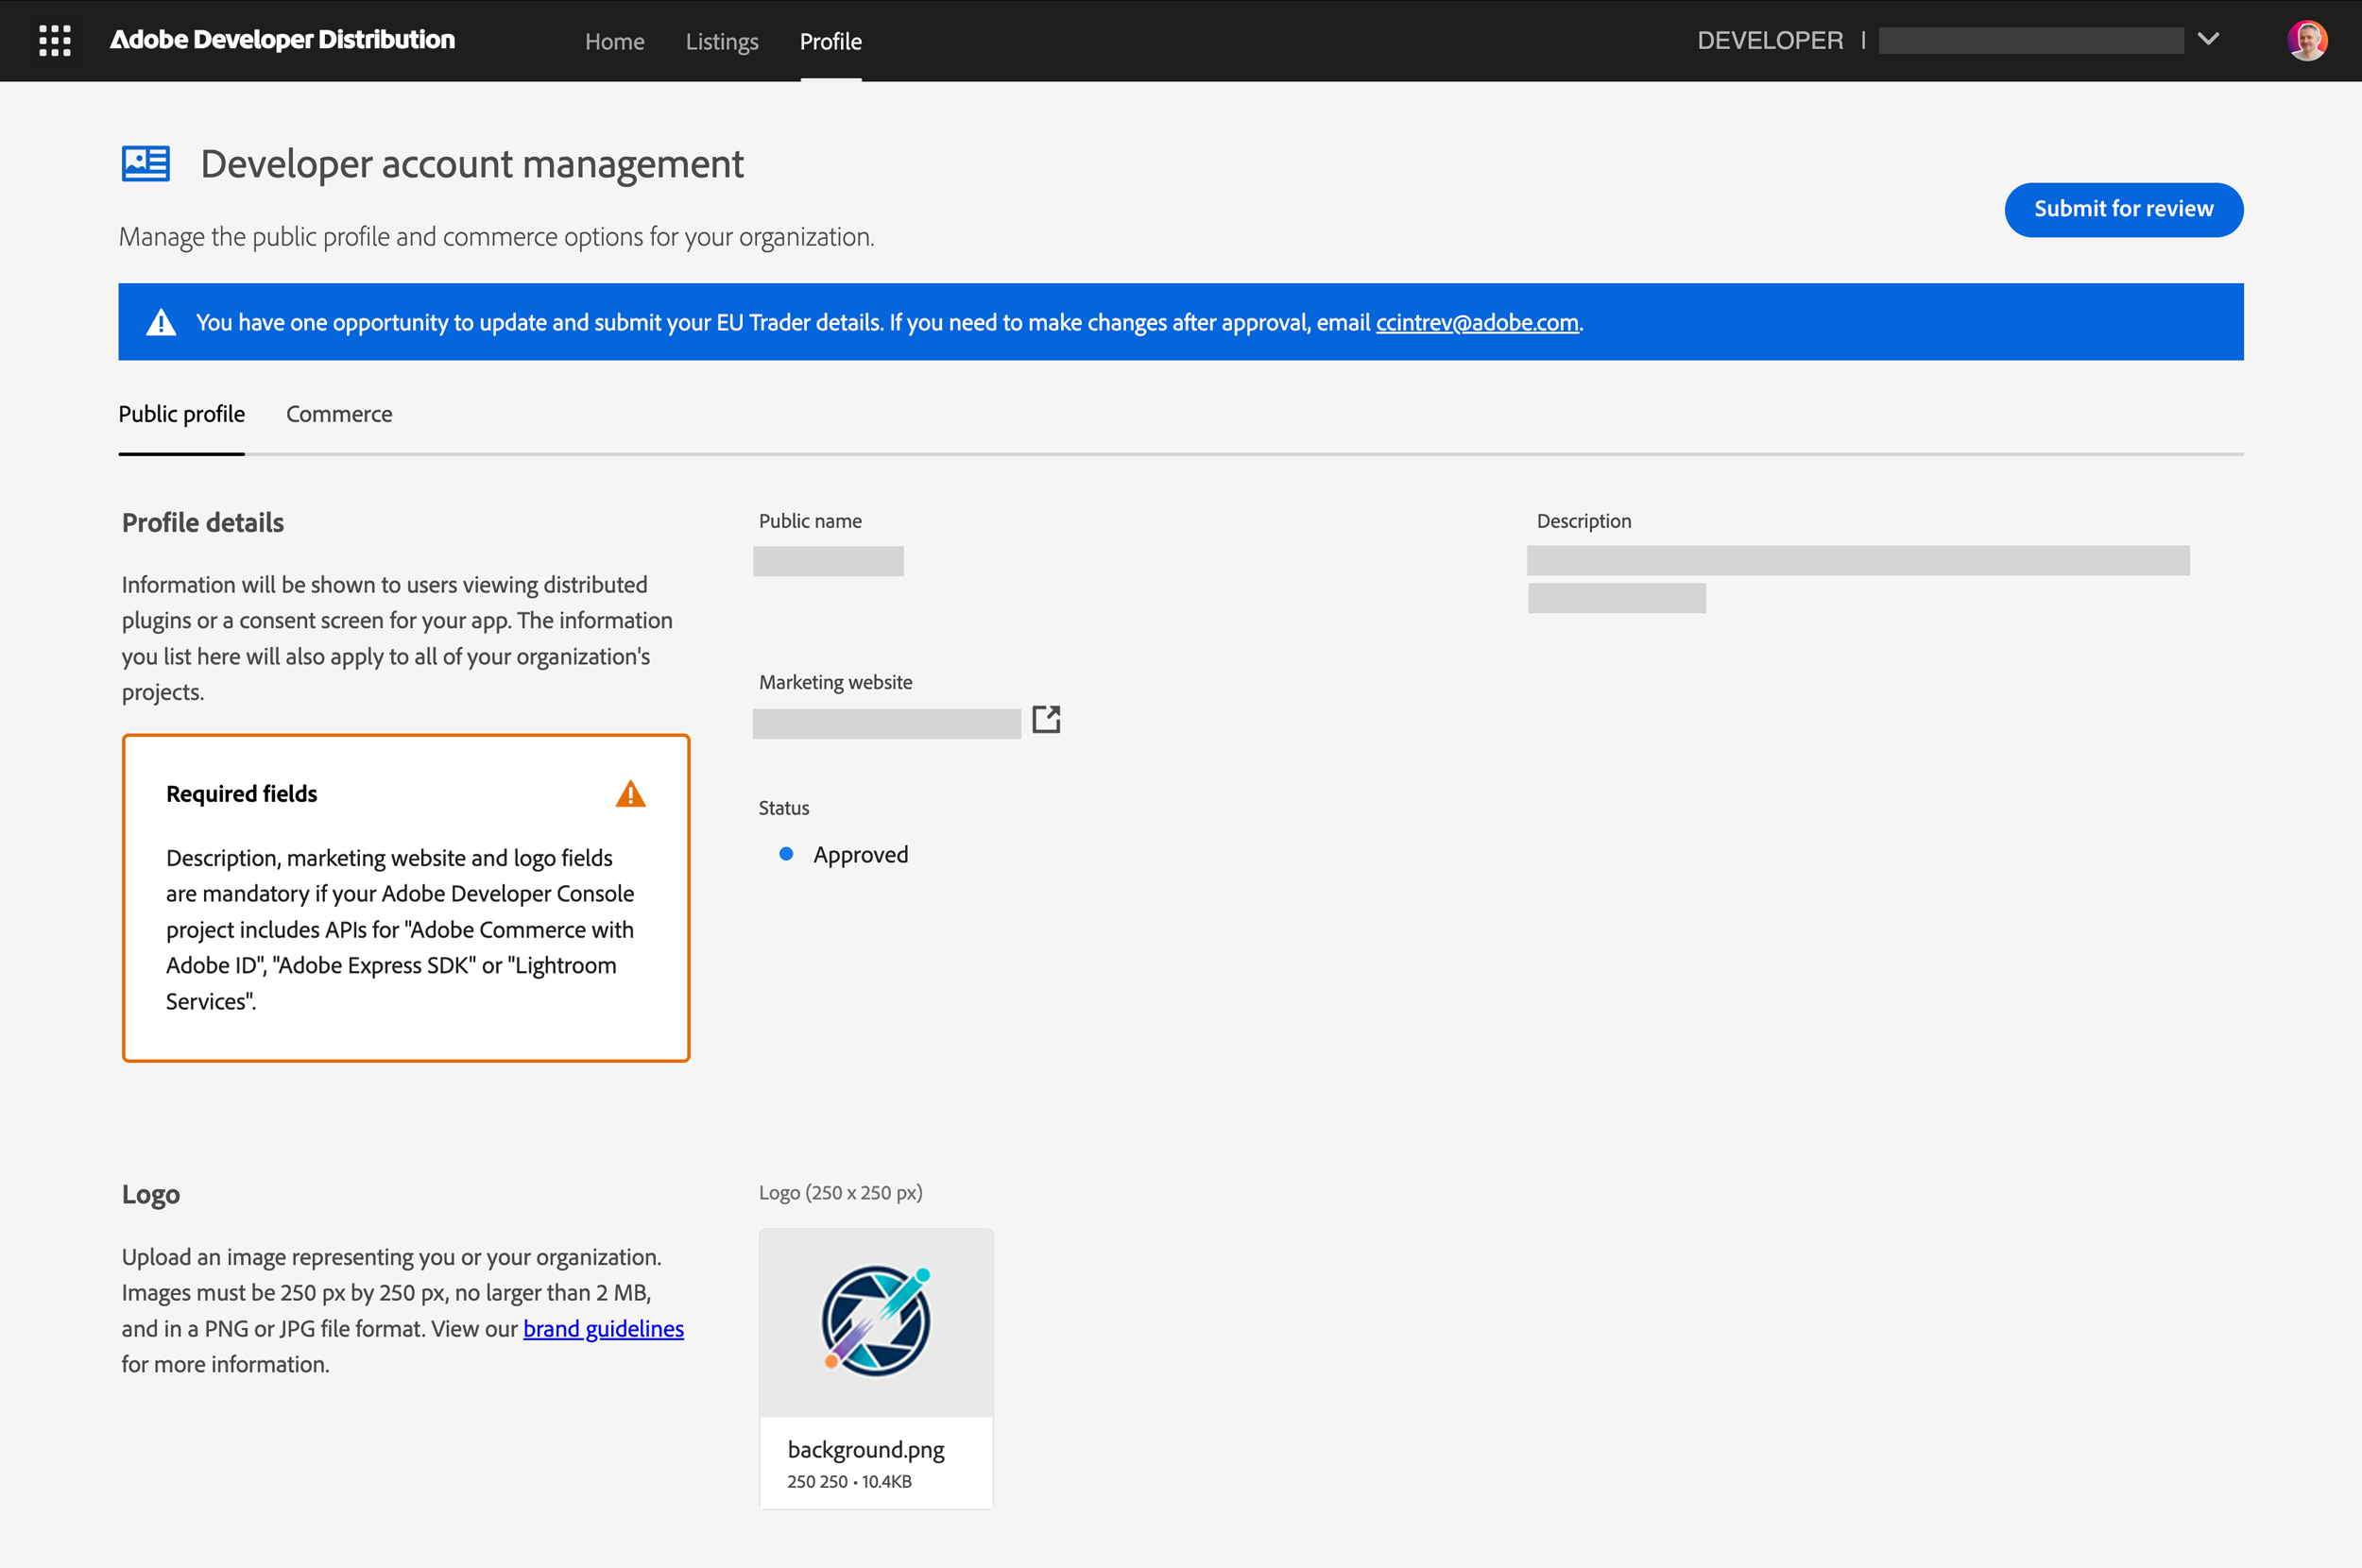 Adobe Developer Distribution
Home
Listings
Profile
DEVELOPER |
Developer account management
Submit for review
Manage the public profile and commerce options for your organization.
You have one opportunity to update and submit your EU Trader details. If you need to make changes after approval, email ccintrev@adobe.com.
Public profile
Commerce
Profile details
Information will be shown to users viewing distributed
plugins or a consent screen for your app. The information
you list here will also apply to all of your organization's
projects.
Required fields
Description, marketing website and logo fields
are mandatory if your Adobe Developer Console
project includes APIs for "Adobe Commerce with
Adobe ID", "Adobe Express SDK" or "Lightroom
Services".
Public name
Description
Marketing website
Status
Approved
Logo
Upload an image representing you or your organization.
Images must be 250 px by 250 px, no larger than 2 MB,
and in a PNG or JPG file format. View our brand guidelines
for more information.
Logo (250 x 250 px)
background.png
250 250 • 10.4KB